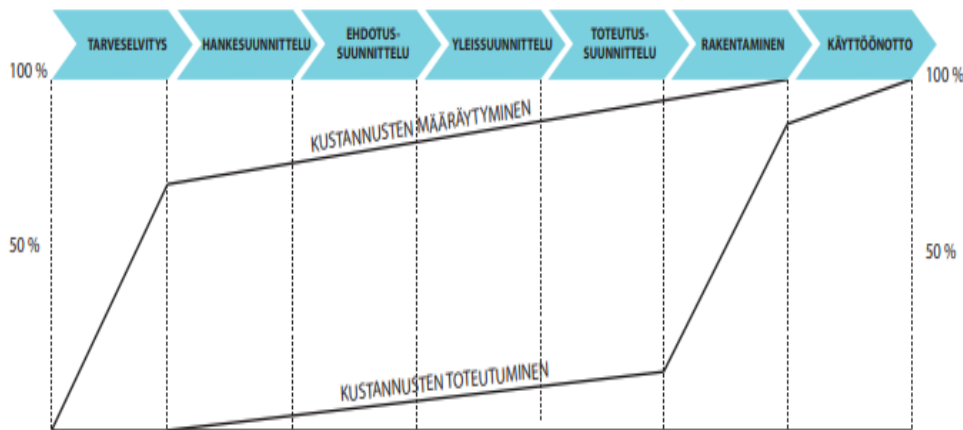 TARVESELVITYS
HANKESUUNNITTELU
EHDOTUS-
SUUNNITTELU
YLEISSUUNNITTELU
TOTEUTUS-
SUUNNITTELU
RAKENTAMINEN
KÄYTTÖÖNOTTO
100 %
100 %
KUSTANNUSTEN MÄÄRÄYTYMINEN
50 %
50 %
KUSTANNUSTEN TOTEUTUMINEN